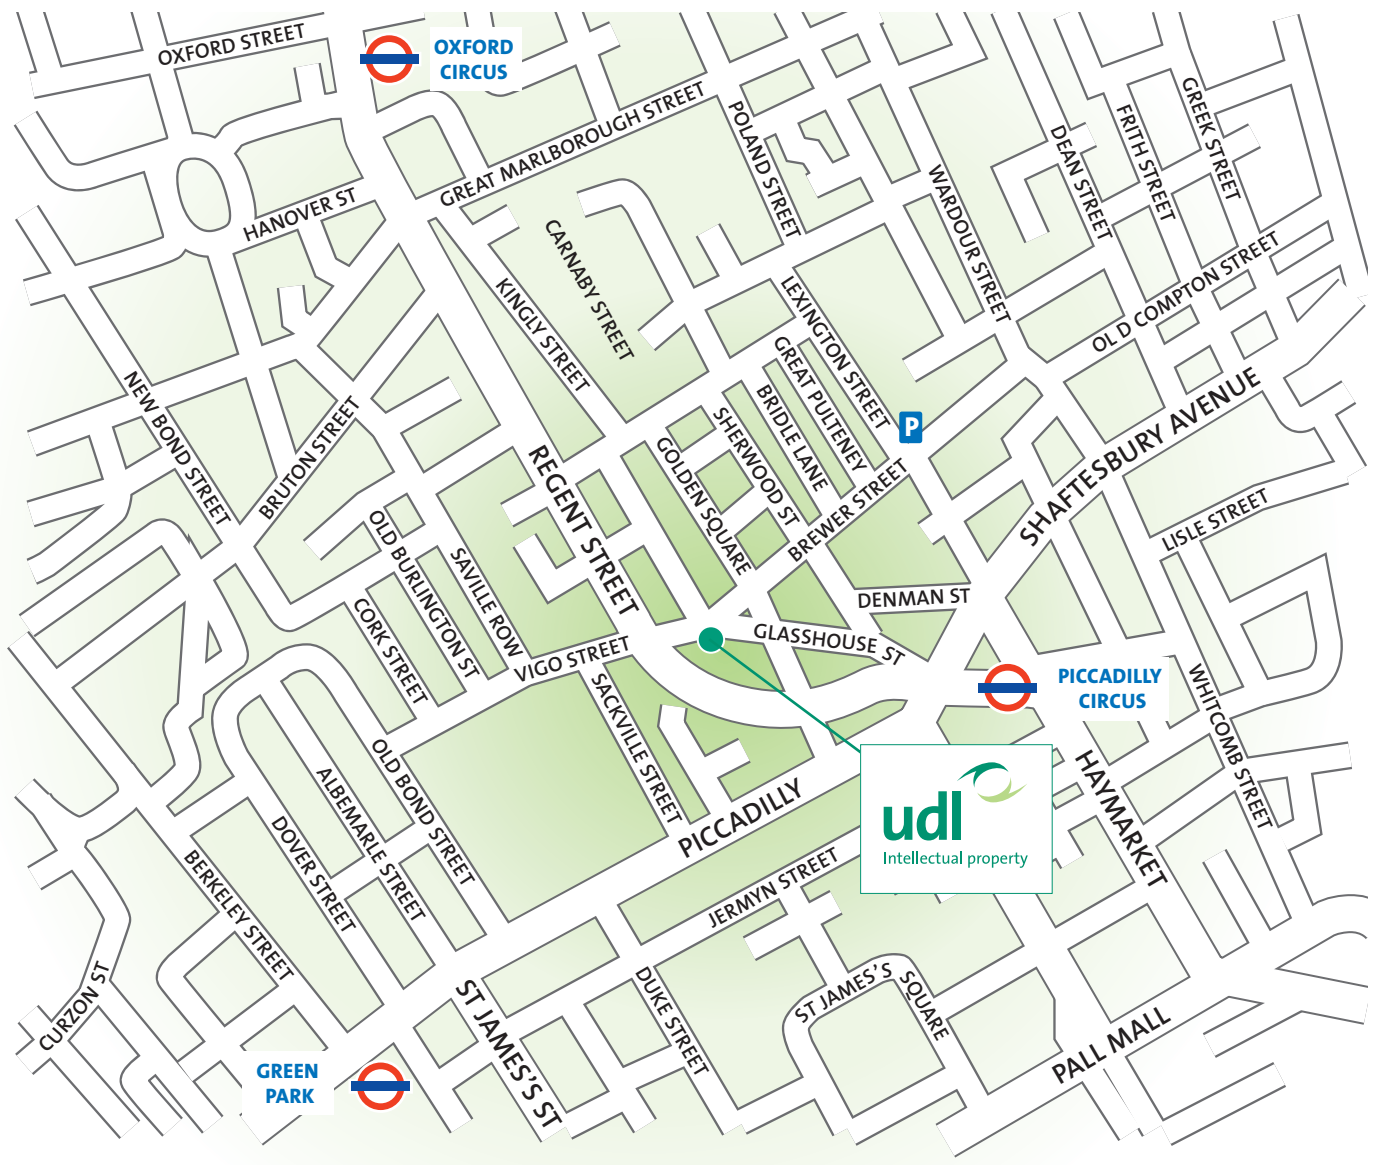 OXFORD STREET
OXFORD
CIRCUS
GREAT MARLBOROUGH STREET
POLAND STREET
GREEK STREET
FRITH STREET
DEAN STREET
WARDOUR STREET
HANOVER ST
CARNABY STREET
KINGLY STREET
LEXINGTON STREET
OLD COMPTON STREET
GREAT PULTENEY
BRIDLE LANE
SHERWOOD ST
GOLDEN SQUARE
P
NEW BOND STREET
BRUTON STREET
REGENT STREET
BREWER STREET
SHAFTESBURY AVENUE
LISLE STREET
OLD BURLINGTON ST
SAVILLE ROW
CORK STREET
DENMAN ST
GLASSHOUSE ST
VIGO STREET
SACKVILLE STREET
PICCADILLY
CIRCUS
WHITCOMB STREET
HAYMARKET
OLD BOND STREET
ALBEMARLE STREET
DOVER STREET
BERKELEY STREET
PICCADILLY
udl
Intellectual property
JERMYN STREET
CURZON ST
DUKE STREET
ST JAMES'S
SQUARE
ST JAMES'S ST
PALL MALL
GREEN
PARK